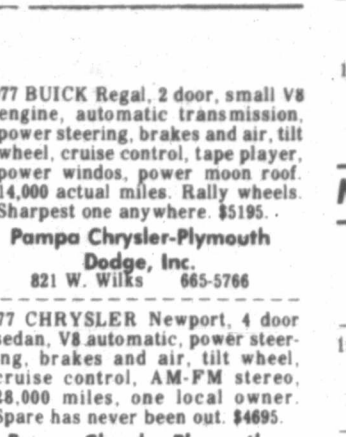 77 BUICK Regal, 2 door, small V8
engine, automatic transmission,
power steering, brakes and air, tilt
wheel, cruise control, tape player,
power windos, power moon roof.
14,000 actual miles. Rally wheels.
Sharpest one anywhere. $5195.
Pampa Chrysler-Plymouth
Dodge, Inc.
821 W. Wilks 665-5766
77 CHRYSLER Newport, 4 door
sedan, V8 automatic, power steer-
ing, brakes and air, tilt wheel,
cruise control, AM-FM stereo,
28,000 miles, one local owner.
Spare has never been out. $4695.